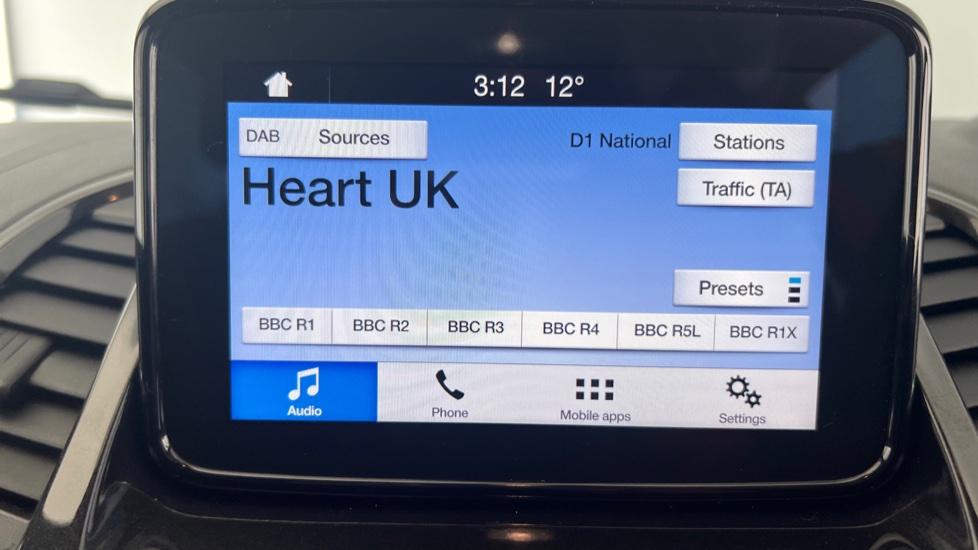 3:12 12°
DAB Sources
D1 National
Stations
Heart UK
Traffic (TA)
Presets
BBC R1 BBC R2 BBC R3 BBC R4 BBC R5L BBC R1X
Audio Phone Mobile apps Settings